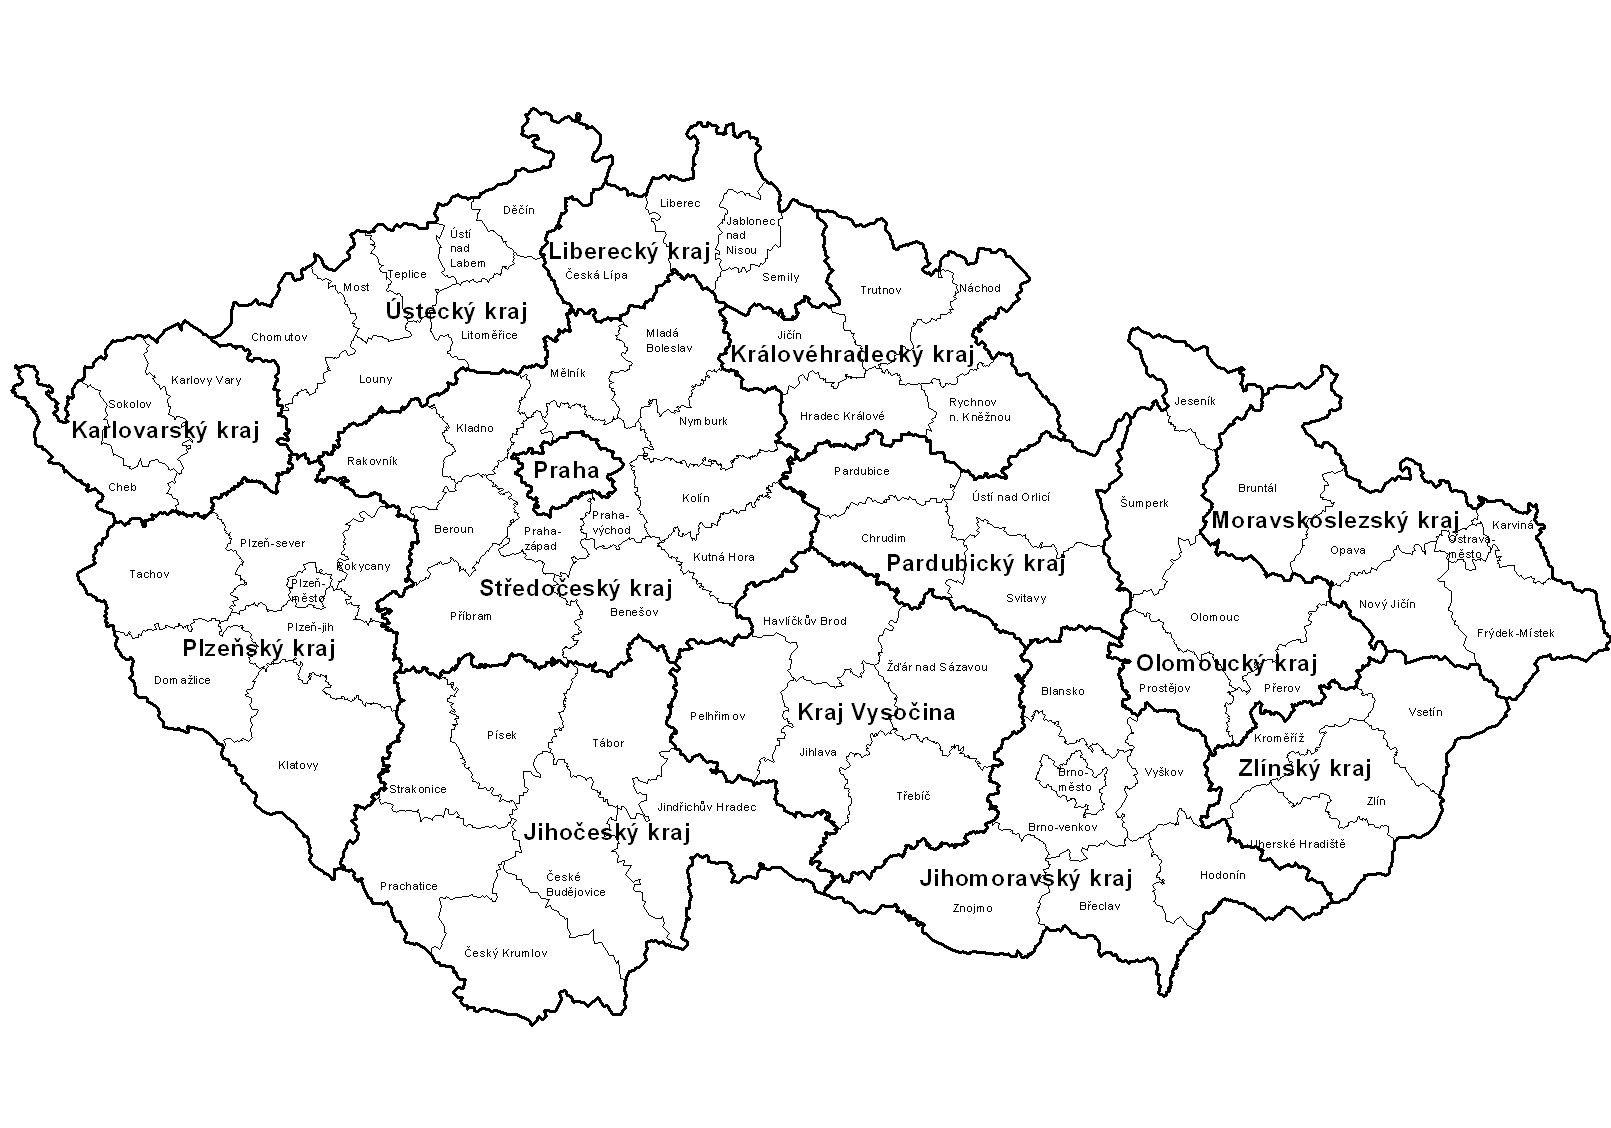 Děčín
Liberec
Jablonec
nad
Nisou
Ústí
nad
Labem
Liberecký kraj
Česká Lípa
Semily
Teplice
Most
Ústecký kraj
Litoměřice
Chomutov
Louny
Trutnov
Náchod
Jičín
Královéhradecký kraj
Hradec Králové
Rychnov
n. Kněžnou
Mladá
Boleslav
Mělník
Nymburk
Karlovy Vary
Sokolov
Karlovarský kraj
Cheb
Kladno
Rakovník
Praha
Kolín
Beroun
Praha-
západ
Praha-
východ
Kutná Hora
Středočeský kraj
Příbram
Benešov
Pardubice
Ústí nad Orlicí
Chrudim
Pardubický kraj
Svitavy
Jeseník
Šumperk
Bruntál
Moravskoslezský kraj
Karviná
Ostrava-
město
Opava
Nový Jičín
Frýdek-Místek
Plzeň-sever
Tachov
Rokycany
Plzeň-
město
Plzeň-jih
Plzeňský kraj
Domažlice
Klatovy
Havlíčkův Brod
Žďár nad Sázavou
Pelhřimov
Kraj Vysočina
Jihlava
Třebíč
Olomouc
Olomoucký kraj
Prostějov
Přerov
Vsetín
Kroměříž
Zlínský kraj
Zlín
Uherské Hradiště
Písek
Tábor
Strakonice
Jindřichův Hradec
Jihočeský kraj
Prachatice
České
Budějovice
Český Krumlov
Blansko
Brno-
město
Vyškov
Brno-venkov
Jihomoravský kraj
Hodonín
Znojmo
Břeclav